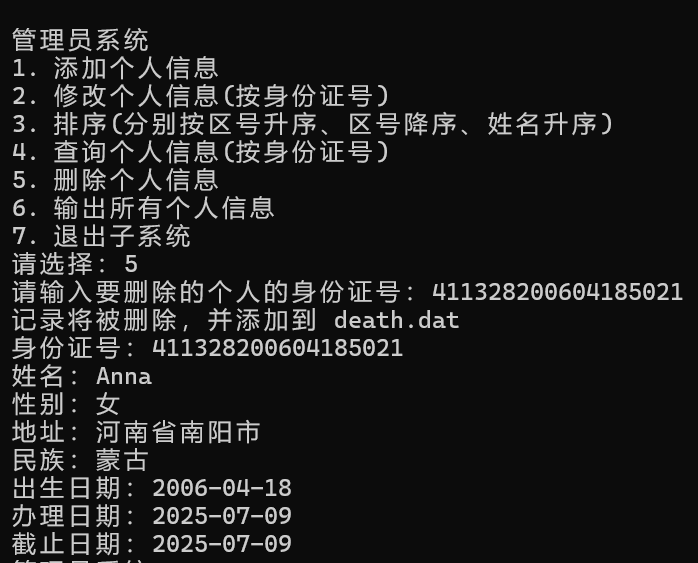 管理员系统
1. 添加个人信息
2. 修改个人信息(按身份证号)
3. 排序(分别按区号升序、区号降序、姓名升序)
4. 查询个人信息(按身份证号)
5. 删除个人信息
6. 输出所有个人信息
7. 退出子系统
请选择: 5
请输入要删除的个人的身份证号: 411328200604185021
记录将被删除, 并添加到 death.dat
身份证号: 411328200604185021
姓名: Anna
性别: 女
地址: 河南省南阳市
民族: 蒙古
出生日期: 2006-04-18
办理日期: 2025-07-09
截止日期: 2025-07-09